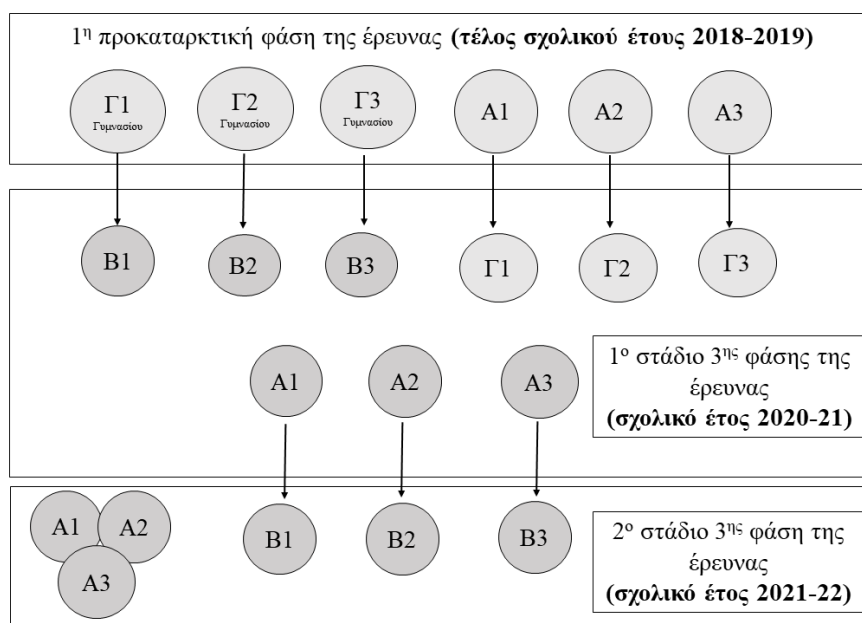 1η προκαταρκτική φάση της έρευνας (τέλος σχολικού έτους 2018-2019)
Γ1 Γ2 Γ3 Α1 Α2 Α3
Γυμνασίου Γυμνασίου Γυμνασίου
Β1 Β2 Β3 Γ1 Γ2 Γ3
Α1 Α2 Α3
1ο στάδιο 3ης φάσης της
έρευνας
(σχολικό έτος 2020-21)
Α1 Α2
Α3
Β1 Β2 Β3
2ο στάδιο 3ης φάση της
έρευνας
(σχολικό έτος 2021-22)